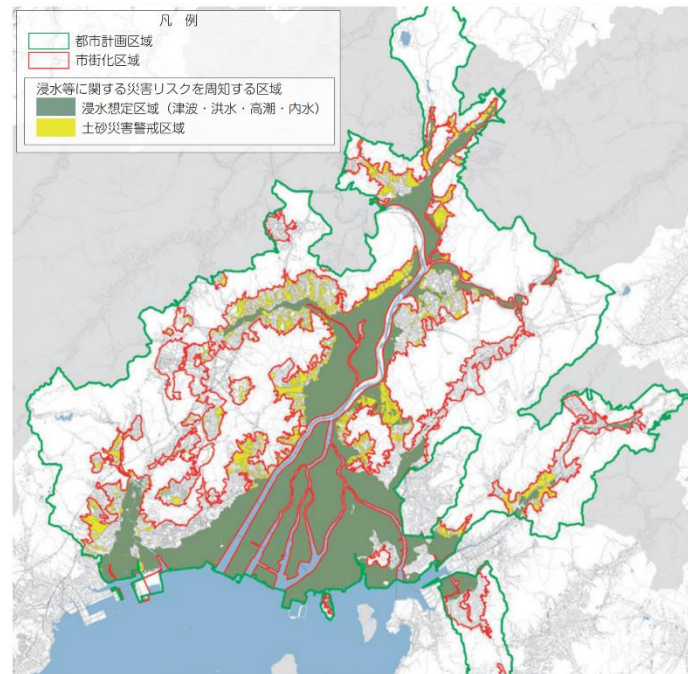 凡 例
都市計画区域
市街化区域
浸水等に関する災害リスクを周知する区域
浸水想定区域（津波・洪水・高潮・内水）
土砂災害警戒区域